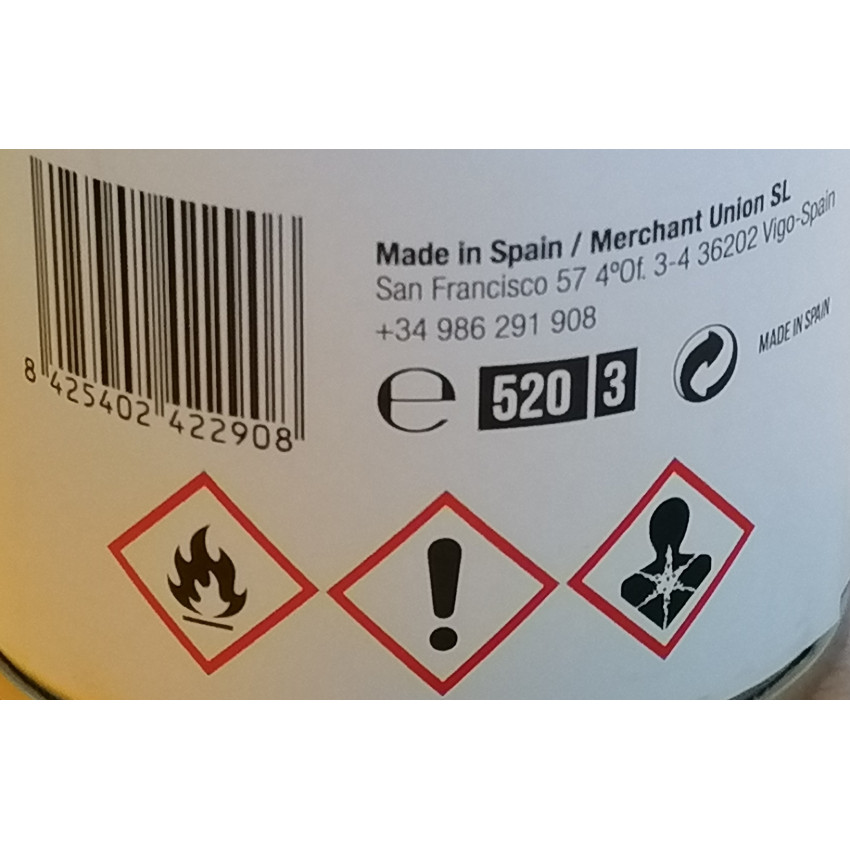 Made in Spain / Merchant Union SL
San Francisco 57 4ºOf. 3-4 36202 Vigo-Spain
+34 986 291 908
e 520 3
MADE IN SPAIN
8 425402 422908